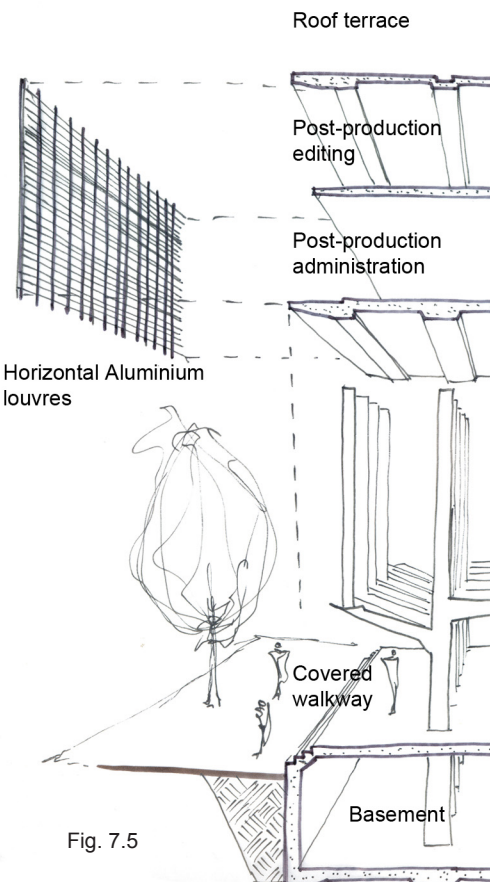 Roof terrace
Post-production
editing
Post-production
administration
Horizontal Aluminium
louvres
Covered
walkway
Basement
Fig. 7.5